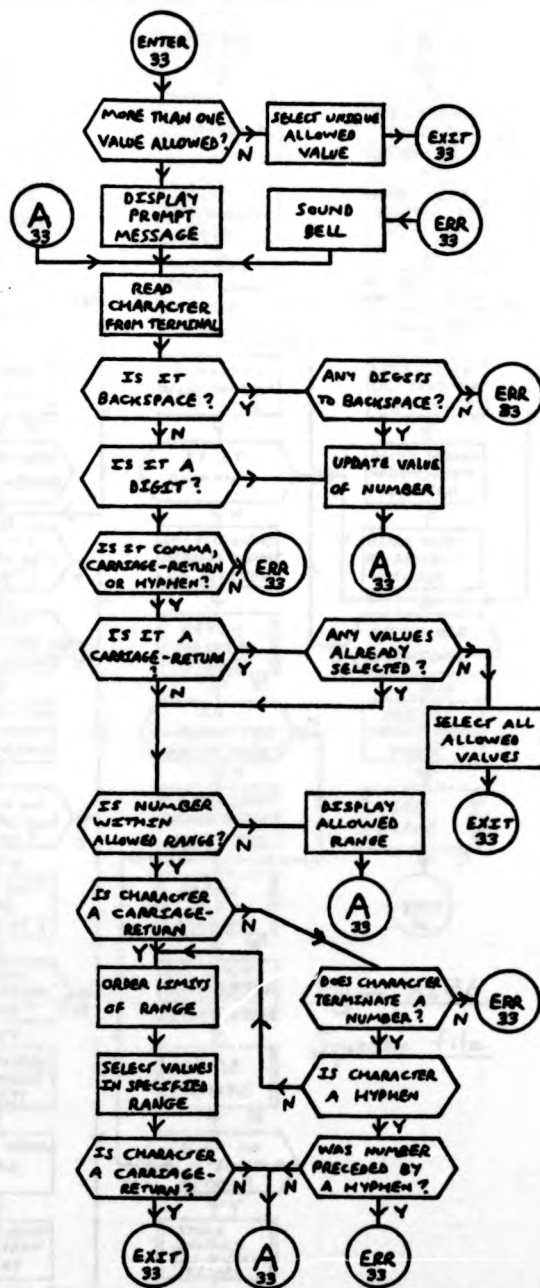 ENTER
33
MORE THAN ONE
VALUE ALLOWED?
N
SELECT UNIQUE
ALLOWED
VALUE
EXIT
33
A
33
DISPLAY
PROMPT
MESSAGE
SOUND
BELL
ERR
33
READ
CHARACTER
FROM TERMINAL
IS IT
BACKSPACE?
Y
ANY DIGITS
TO BACKSPACE?
N
ERR
33
N
Y
IS IT A
DIGIT?
UPDATE VALUE
OF NUMBER
IS IT COMMA,
CARRIAGE-RETURN
OR HYPHEN?
N
ERR
33
A
33
Y
IS IT A
CARRIAGE-RETURN
?
Y
ANY VALUES
ALREADY
SELECTED?
N
N
Y
SELECT ALL
ALLOWED
VALUES
EXIT
33
IS NUMBER
WITHIN
ALLOWED RANGE?
N
DISPLAY
ALLOWED
RANGE
Y
A
33
IS CHARACTER
A CARRIAGE-
RETURN
N
Y
ORDER LIMITS
OF RANGE
DOES CHARACTER
TERMINATE A
NUMBER?
N
ERR
33
Y
SELECT VALUES
IN SPECIFIED
RANGE
N
IS CHARACTER
A HYPHEN
Y
IS CHARACTER
A CARRIAGE-
RETURN?
N
N
WAS NUMBER
PRECEDED BY
A HYPHEN?
Y
Y
EXIT
33
A
33
ERR
33